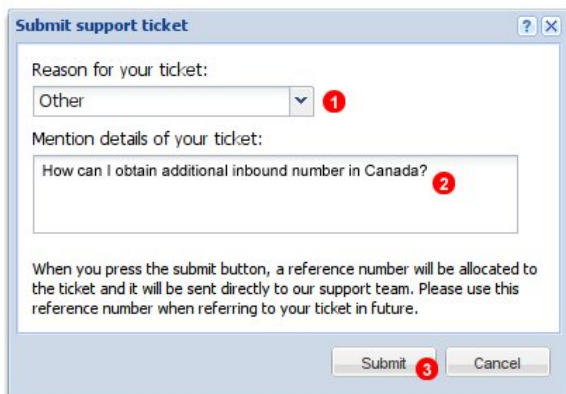 Submit support ticket
?
Reason for your ticket:
Other
1
Mention details of your ticket:
How can I obtain additional inbound number in Canada?
2
When you press the submit button, a reference number will be allocated to
the ticket and it will be sent directly to our support team. Please use this
reference number when referring to your ticket in future.
Submit 3 Cancel